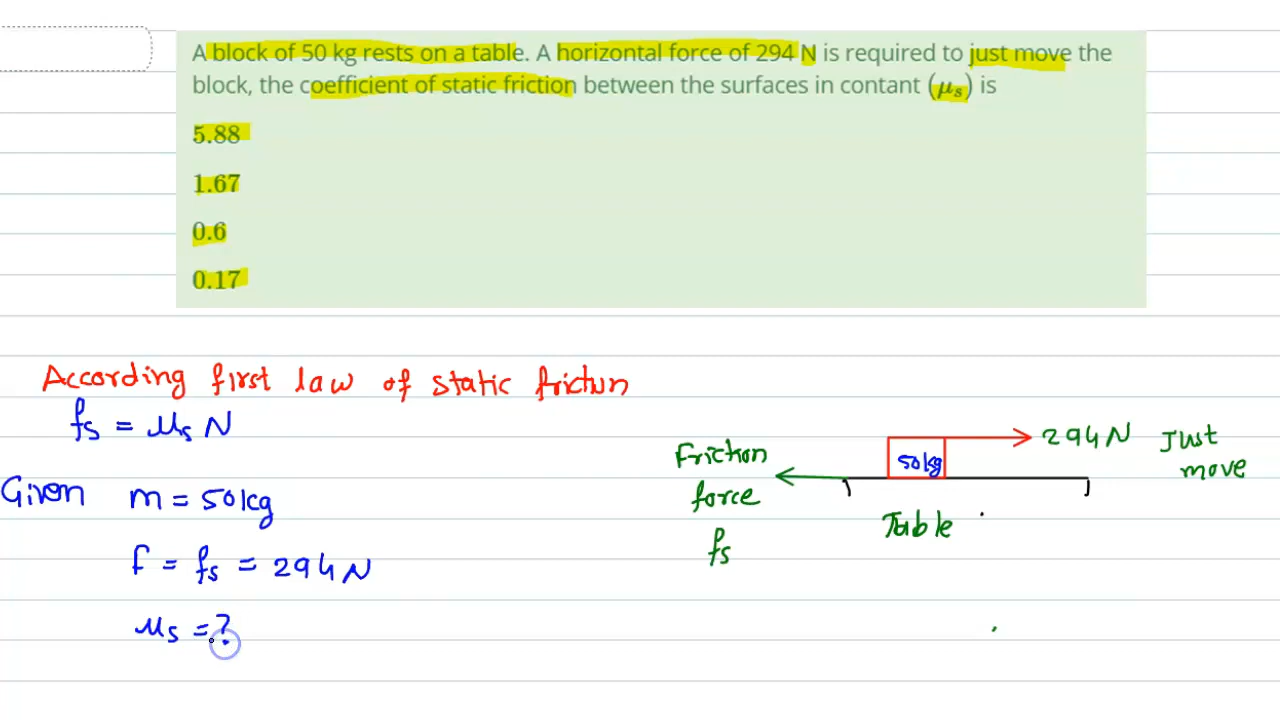 A block of 50 kg rests on a table. A horizontal force of 294 N is required to just move the
block, the coefficient of static friction between the surfaces in contant (μₛ) is
5.88
1.67
0.6
0.17
According first law of static frictun
fs = μs N
Given m = 50kg
f = fs = 294 N
μs = ?
Friction
force
fs
50kg
294 N
Just
move
Table